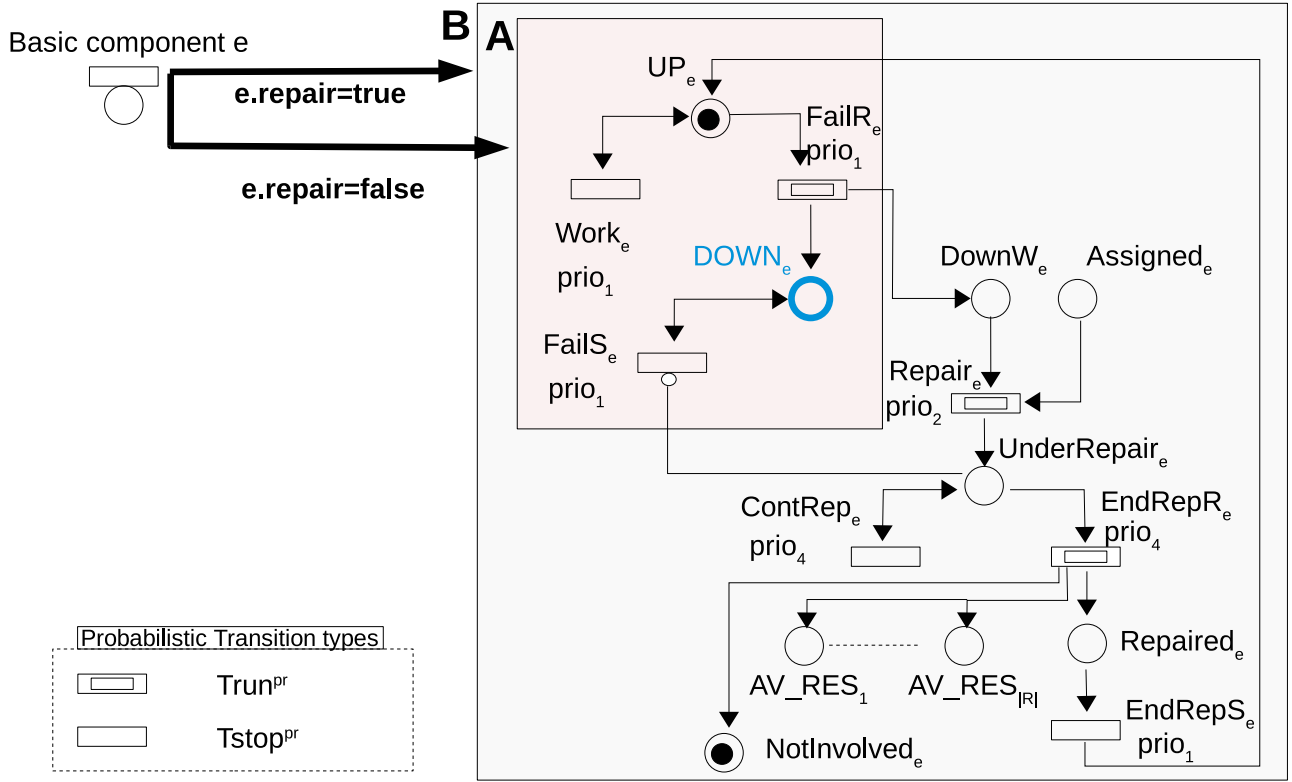 B
A
Basic component e
e.repair=true
e.repair=false
UPₑ
FailRₑ
prio₁
Workₑ
prio₁
DOWNₑ
DownWₑ
Assignedₑ
FailSₑ
prio₁
Repairₑ
prio₂
UnderRepairₑ
ContRepₑ
prio₄
EndRepRₑ
prio₄
Repairedₑ
AV_RES₁
AV_RES|R|
EndRepSₑ
prio₁
NotInvolvedₑ
Probabilistic Transition types
Trunᵖʳ
Tstopᵖʳ